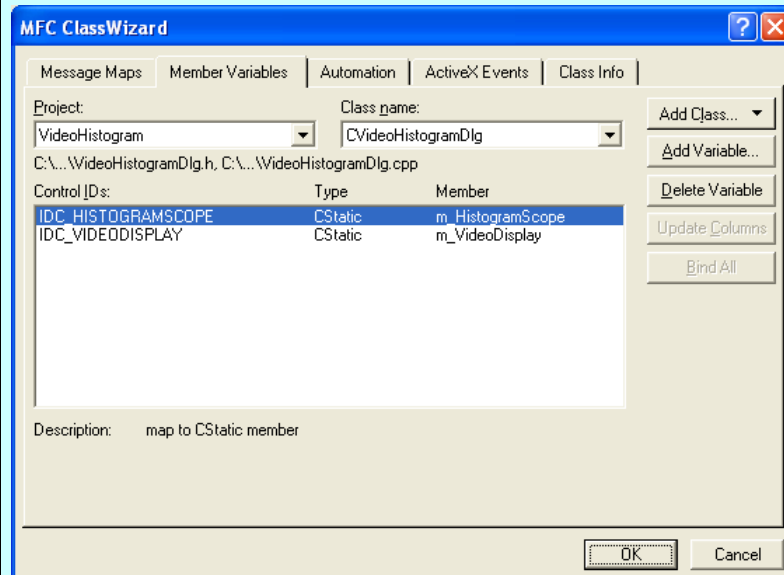 MFC ClassWizard
Message Maps Member Variables Automation ActiveX Events Class Info
Project: Class name:
VideoHistogram CVideoHistogramDlg
C:\...\VideoHistogramDlg.h, C:\...\VideoHistogramDlg.cpp
Control IDs: Type Member
IDC_HISTOGRAMSCOPE CStatic m_HistogramScope
IDC_VIDEODISPLAY CStatic m_VideoDisplay
Description: map to CStatic member
Add Class...
Add Variable...
Delete Variable
Update Columns
Bind All
OK Cancel